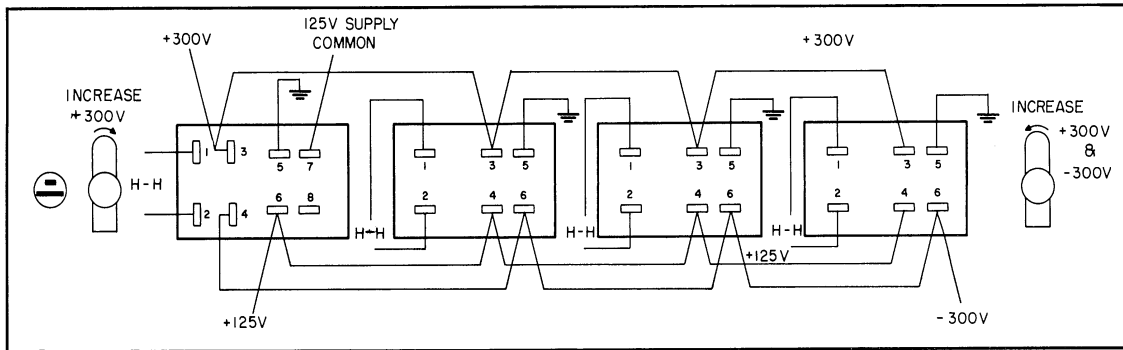 125V SUPPLY
COMMON
+300V
+300V
INCREASE
+300V
INCREASE
+300V
&
-300V
1
3
5
7
2
4
6
8
H-H
1
3
5
2
4
6
H-H
1
3
5
2
4
6
H-H
1
3
5
2
4
6
H-H
+125V
+125V
-300V